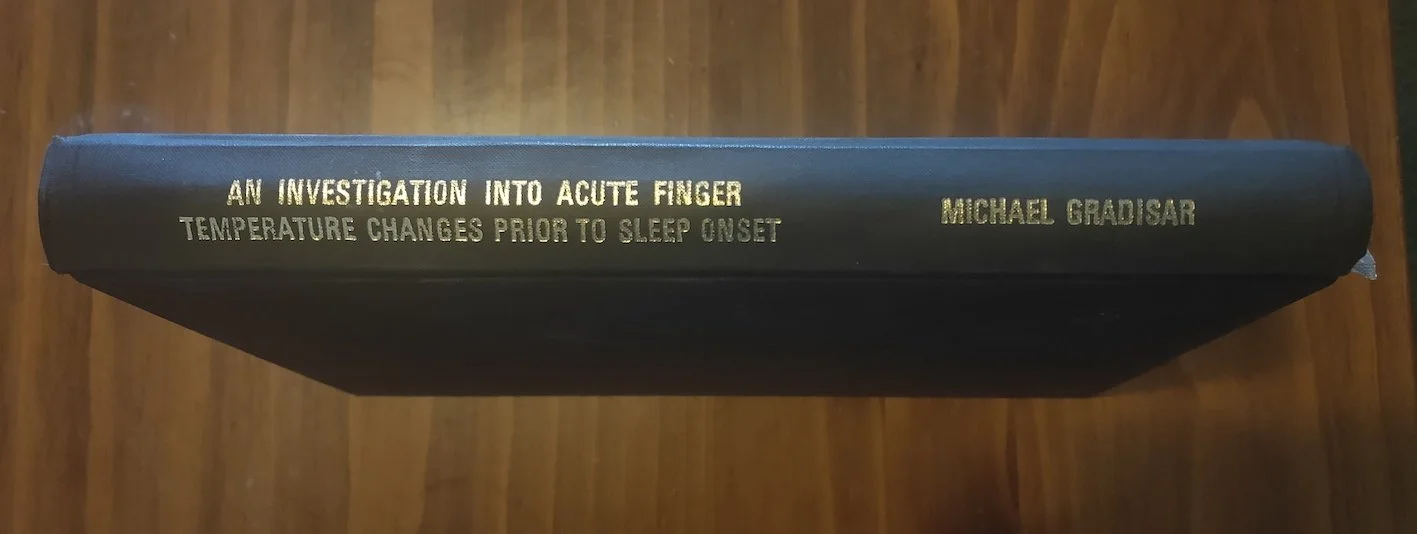 AN INVESTIGATION INTO ACUTE FINGER
TEMPERATURE CHANGES PRIOR TO SLEEP ONSET
MICHAEL GRADISAR